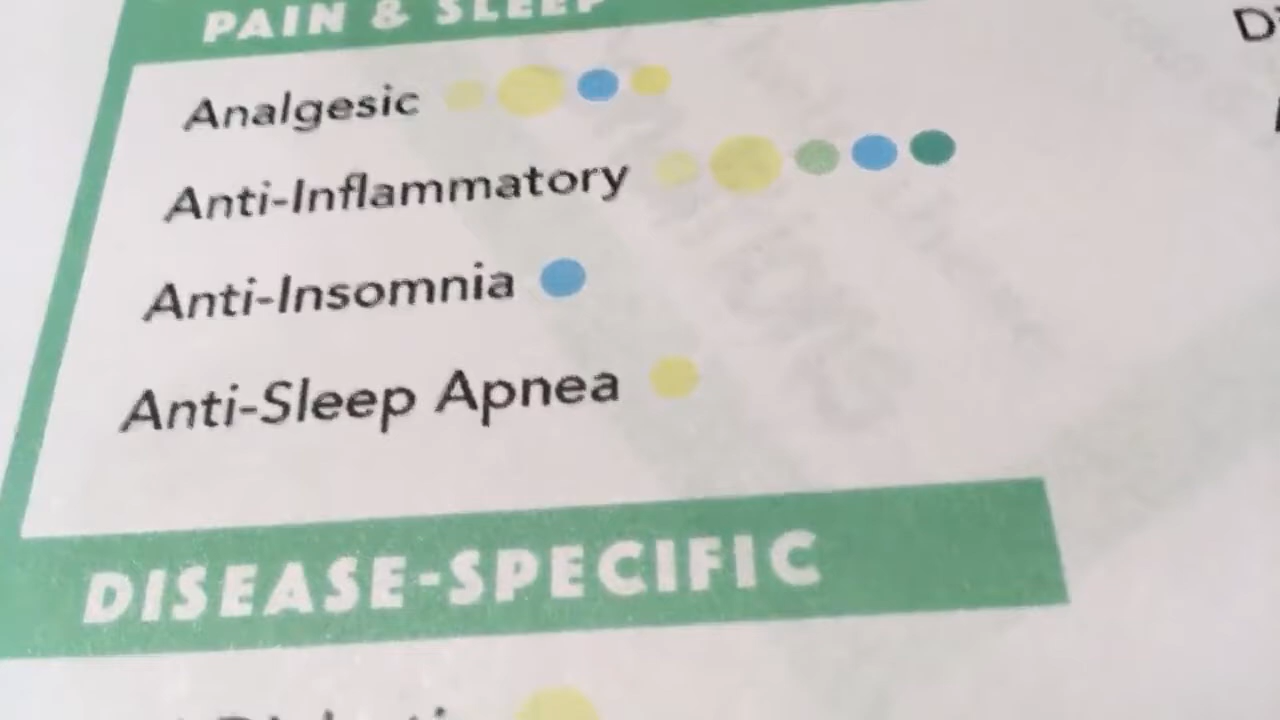 PAIN & SLEEP
Analgesic
Anti-Inflammatory
Anti-Insomnia
Anti-Sleep Apnea
DISEASE-SPECIFIC